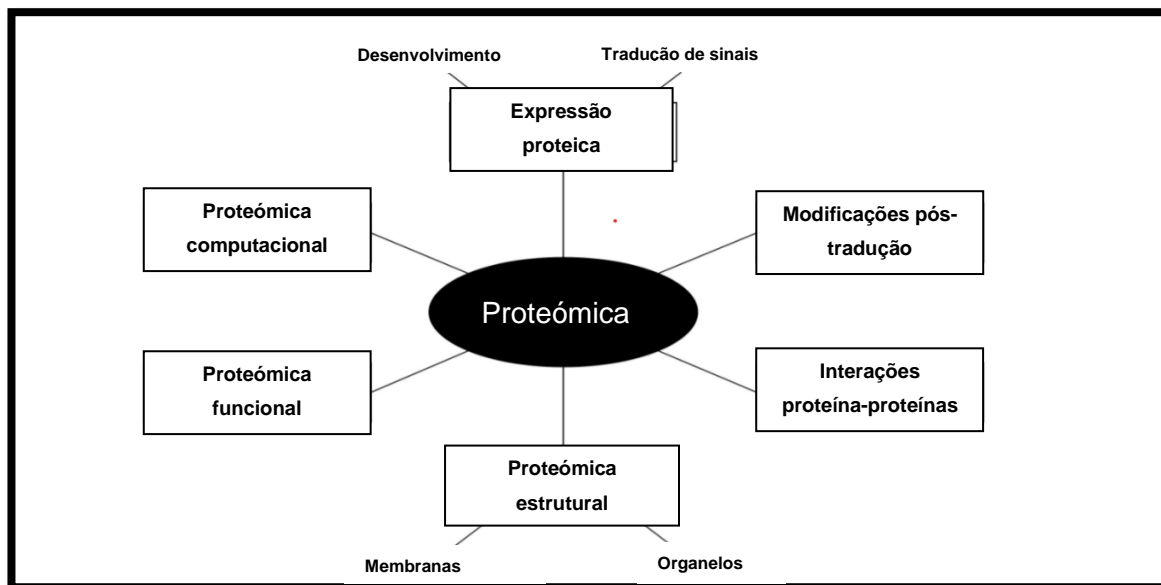 Desenvolvimento
Tradução de sinais
Expressão
proteica
Proteómica
computacional
Modificações pós-
tradução
Proteómica
Proteómica
funcional
Interações
proteína-proteínas
Proteómica
estrutural
Membranas
Organelos